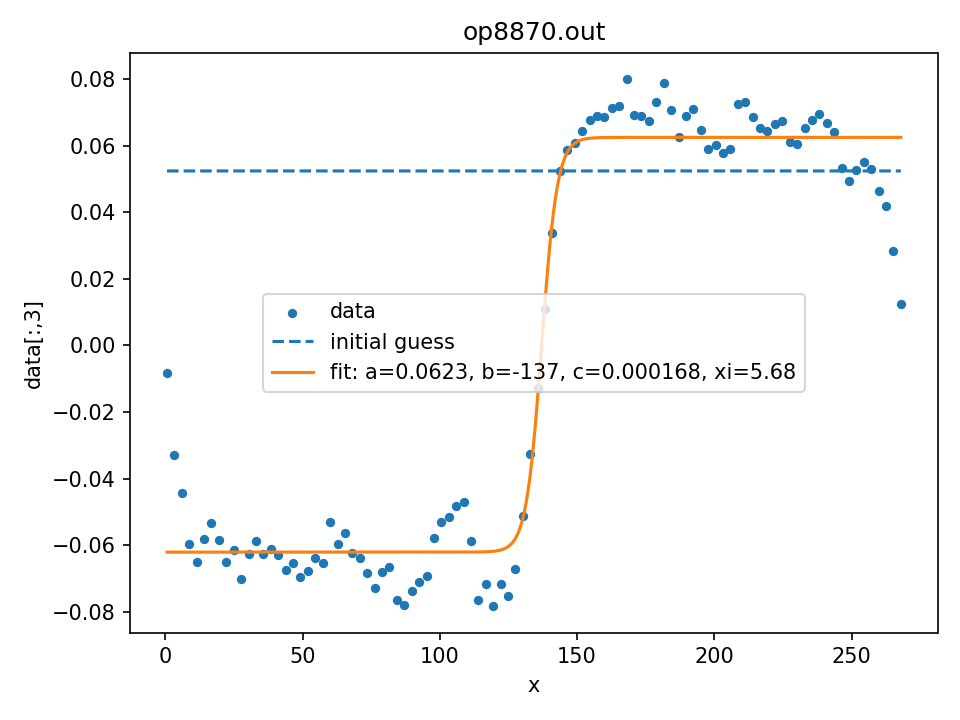 op8870.out
data[:,3]
0.08
0.06
0.04
0.02
0.00
−0.02
−0.04
−0.06
−0.08
data
initial guess
fit: a=0.0623, b=-137, c=0.000168, xi=5.68
0 50 100 150 200 250
x